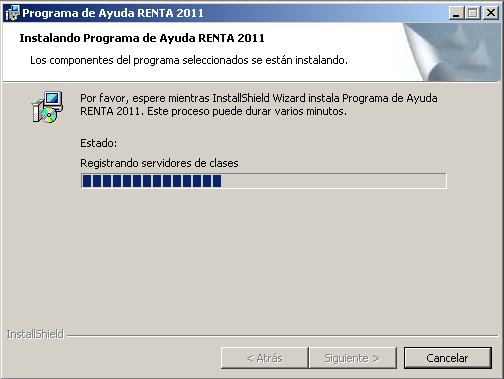 Programa de Ayuda RENTA 2011
Instalando Programa de Ayuda RENTA 2011
Los componentes del programa seleccionados se están instalando.
Por favor, espere mientras InstallShield Wizard instala Programa de Ayuda
RENTA 2011. Este proceso puede durar varios minutos.
Estado:
Registrando servidores de clases
InstallShield
< Atrás
Siguiente >
Cancelar